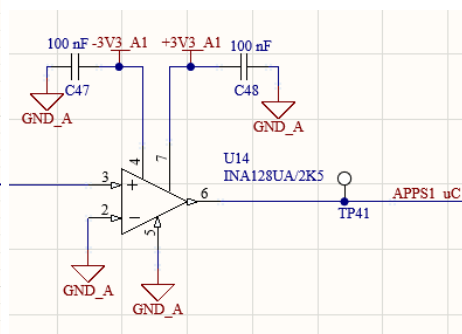 100 nF -3V3_A1 +3V3_A1 100 nF
C47 C48
GND_A GND_A
4 7
U14
INA128UA/2K5
3 + 6
APPS1 uC
2 - TP41
5
GND_A
GND_A